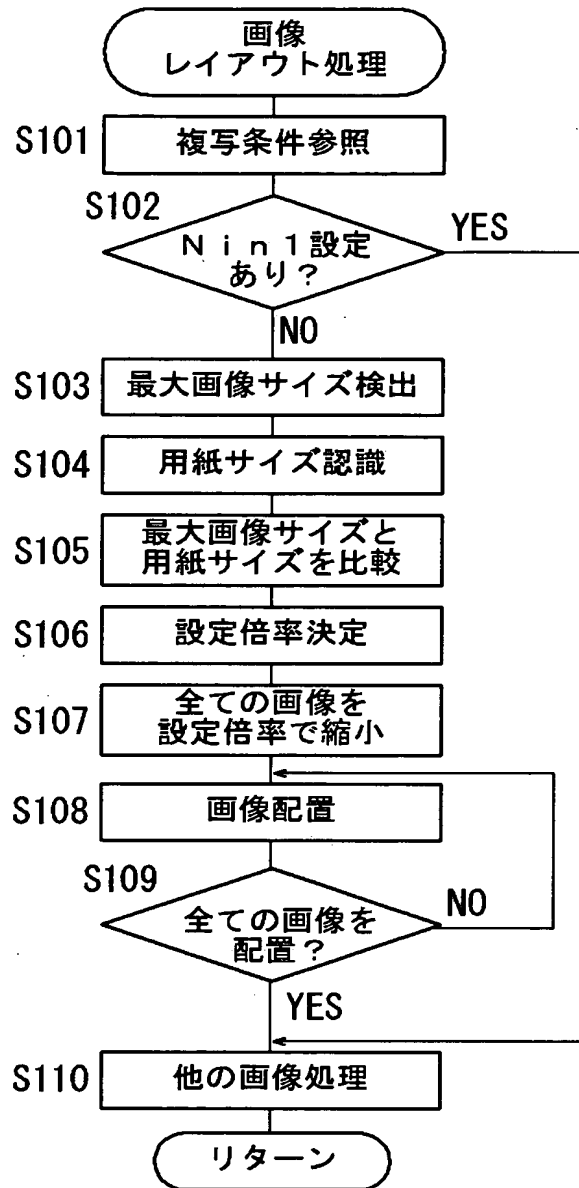 画像
レイアウト処理
S101
複写条件参照
S102
Ｎｉｎ１設定
あり？
YES
NO
S103
最大画像サイズ検出
S104
用紙サイズ認識
S105
最大画像サイズと
用紙サイズを比較
S106
設定倍率決定
S107
全ての画像を
設定倍率で縮小
S108
画像配置
S109
全ての画像を
配置？
NO
YES
S110
他の画像処理
リターン